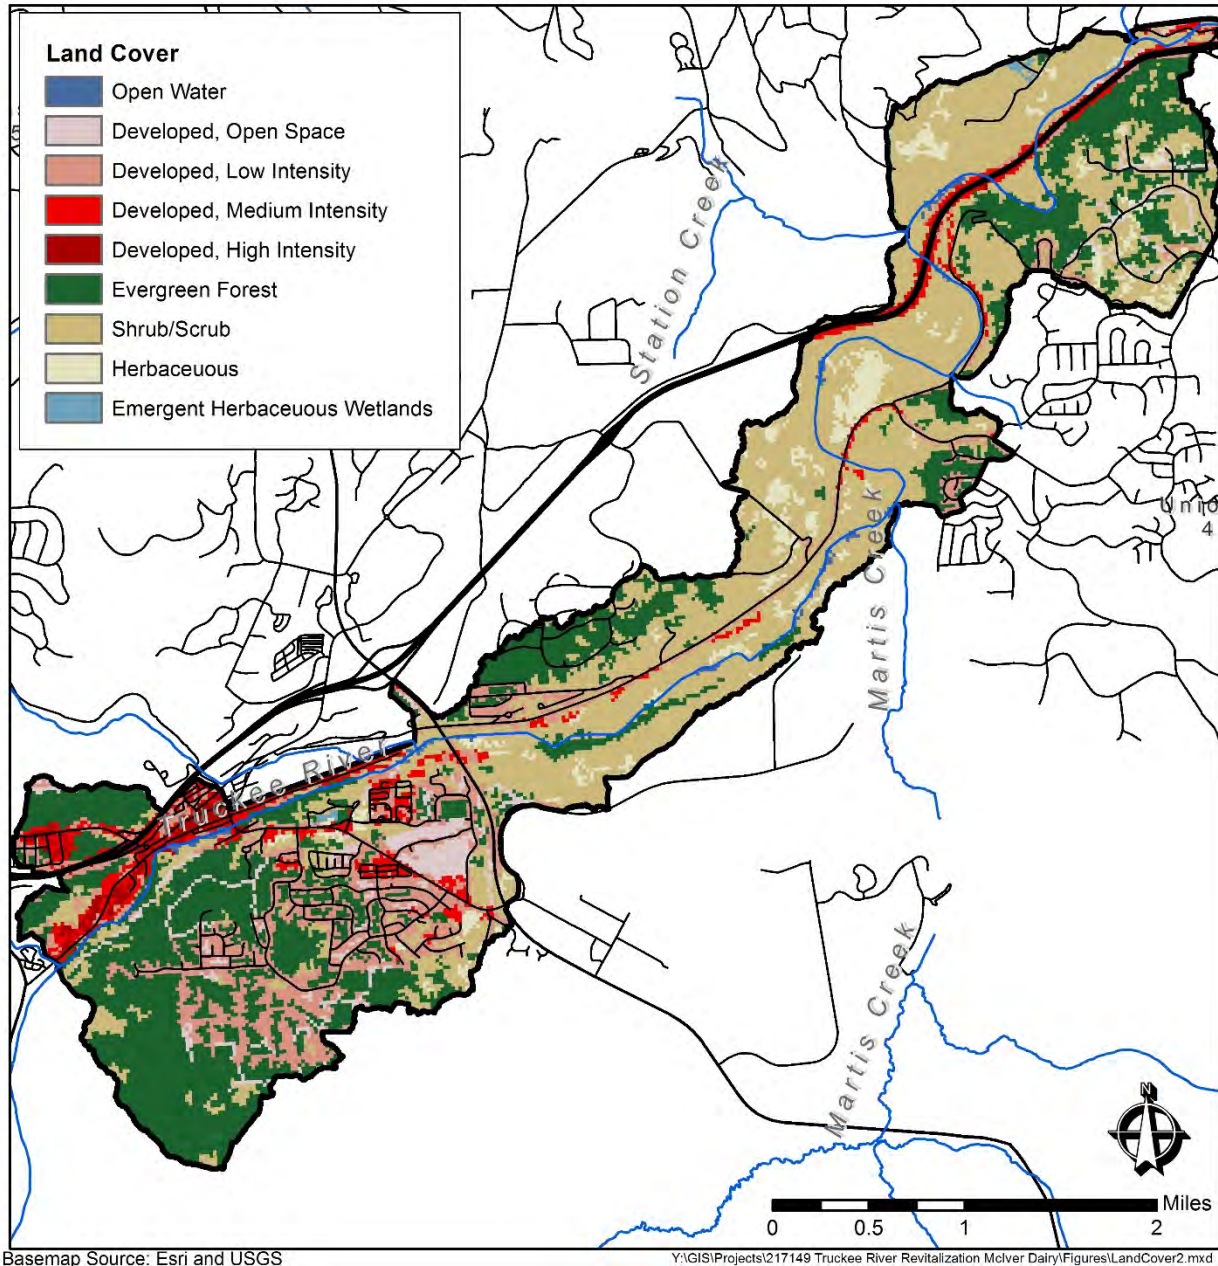 Land Cover
Open Water
Developed, Open Space
Developed, Low Intensity
Developed, Medium Intensity
Developed, High Intensity
Evergreen Forest
Shrub/Scrub
Herbaceuous
Emergent Herbaceuous Wetlands
Station Creek
Unio
4
Martis Creek
Truckee River
Martis Creek
N
Miles
0 0.5 1 2
Basemap Source: Esri and USGS
Y:\GIS\Projects\217149 Truckee River Revitalization McIver Dairy\Figures\LandCover2.mxd